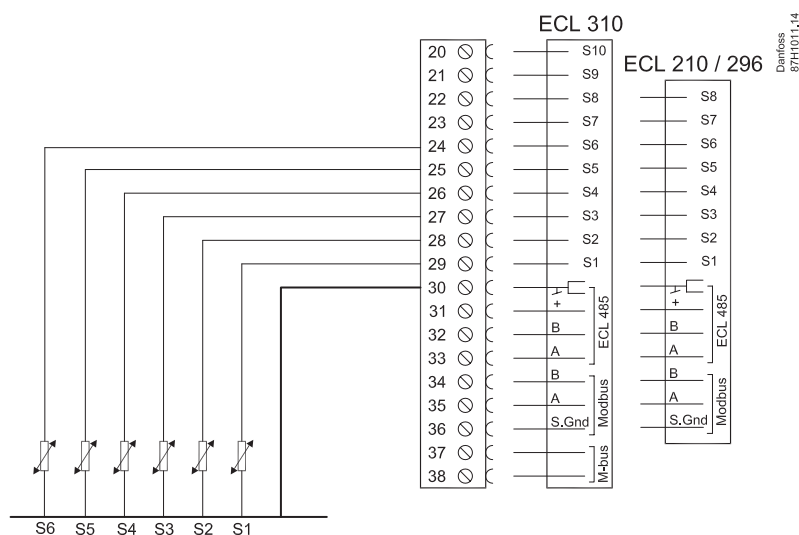 ECL 310
ECL 210 / 296
Danfoss
87H1011.14
20 S10
21 S9
22 S8 S8
23 S7 S7
24 S6 S6
25 S5 S5
26 S4 S4
27 S3 S3
28 S2 S2
29 S1 S1
30
31 + +
32 B B
33 A A
ECL 485
ECL 485
34 B B
35 A A
36 S.Gnd S.Gnd
Modbus
Modbus
37
38
M-bus
S6 S5 S4 S3 S2 S1